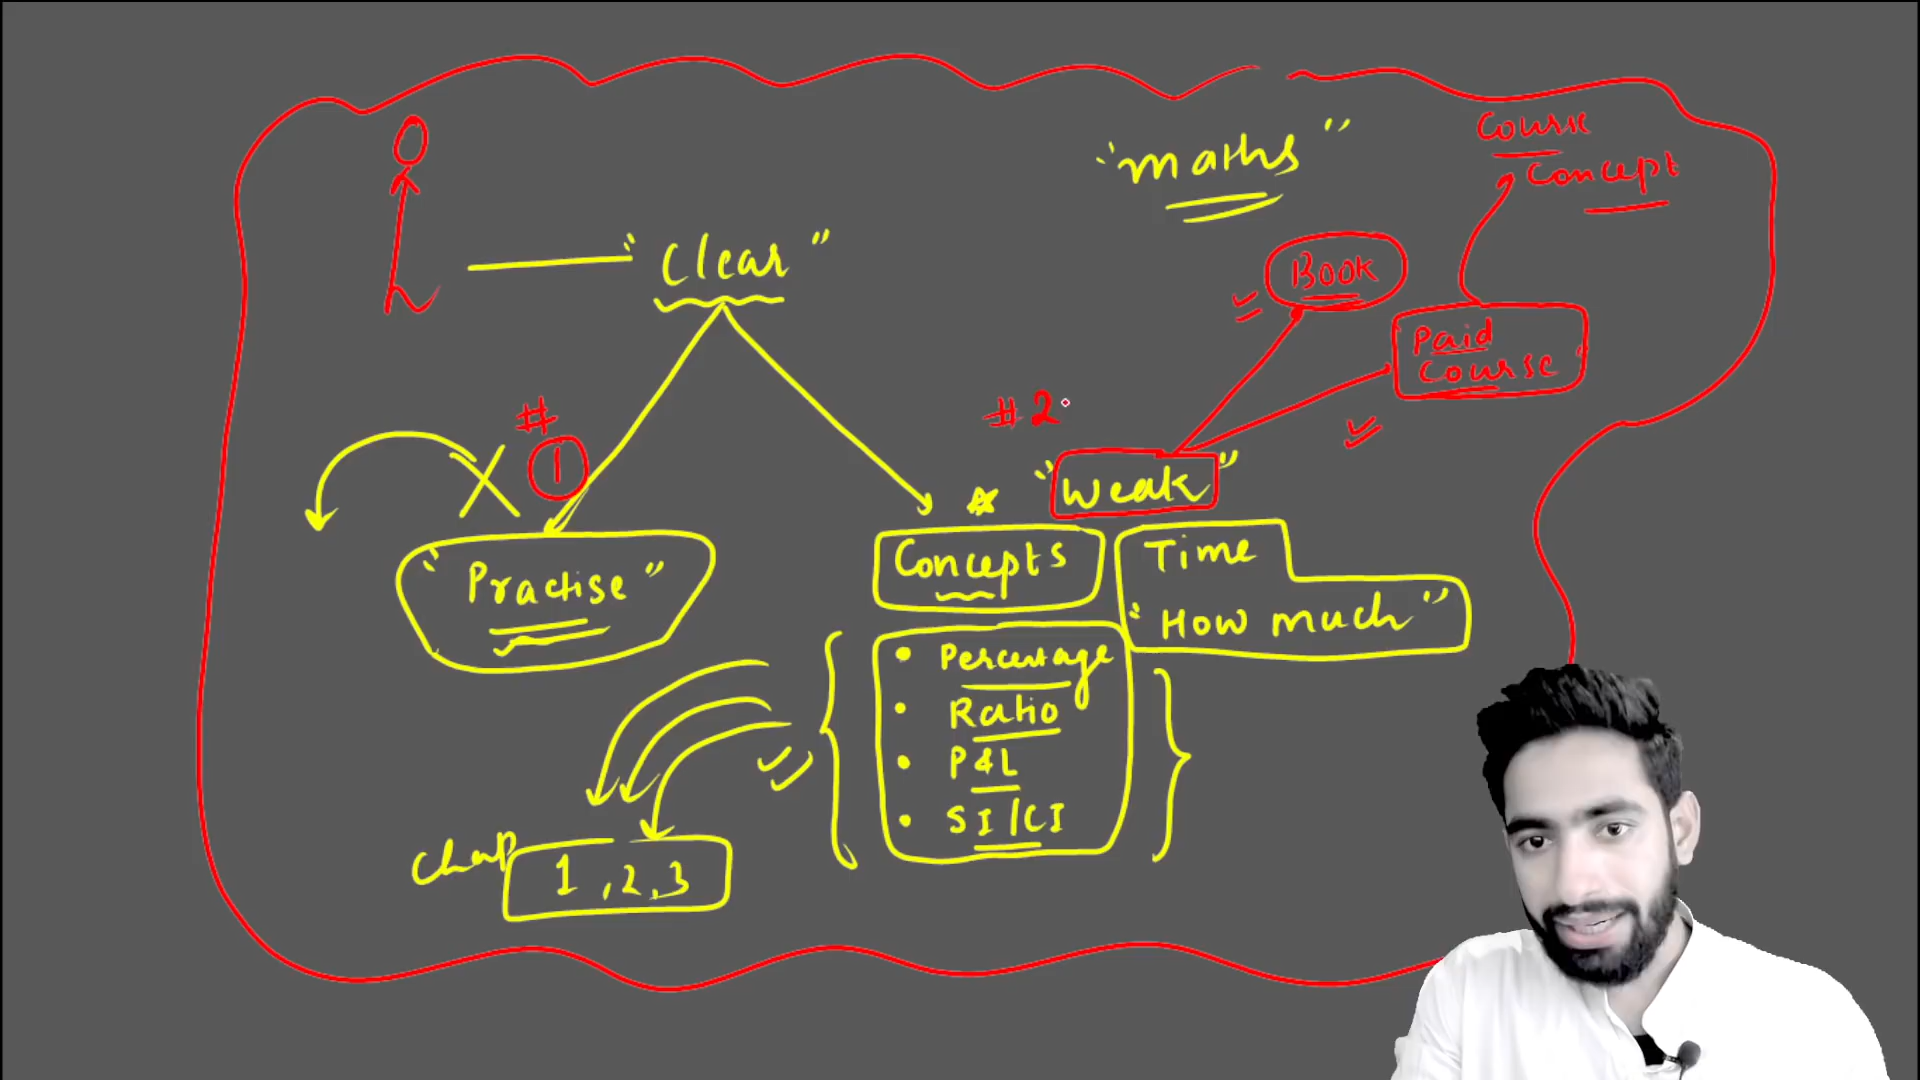 "maths"
Course
Concept
"Clear"
Book
Paid
Course
#
1
#2
"Weak"
"Practise"
Concepts
Time
"How much"
• Percentage
• Ratio
• P&L
• SI/CI
Chap
1,2,3